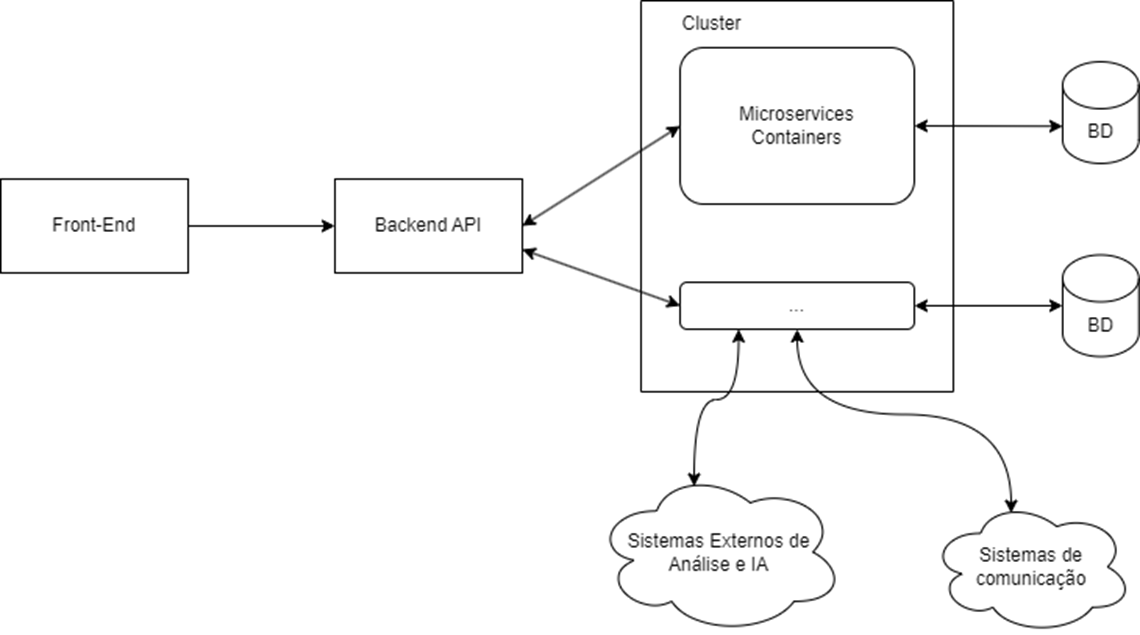 Cluster
Microservices
Containers
BD
Front-End
Backend API
...
BD
Sistemas Externos de
Análise e IA
Sistemas de
comunicação